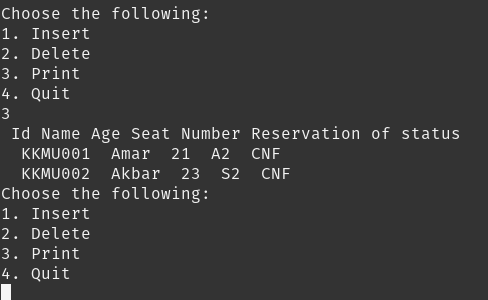 Choose the following:
1. Insert
2. Delete
3. Print
4. Quit
3
 Id Name Age Seat Number Reservation of status
  KKMU001  Amar  21  A2  CNF
  KKMU002  Akbar  23  S2  CNF
Choose the following:
1. Insert
2. Delete
3. Print
4. Quit